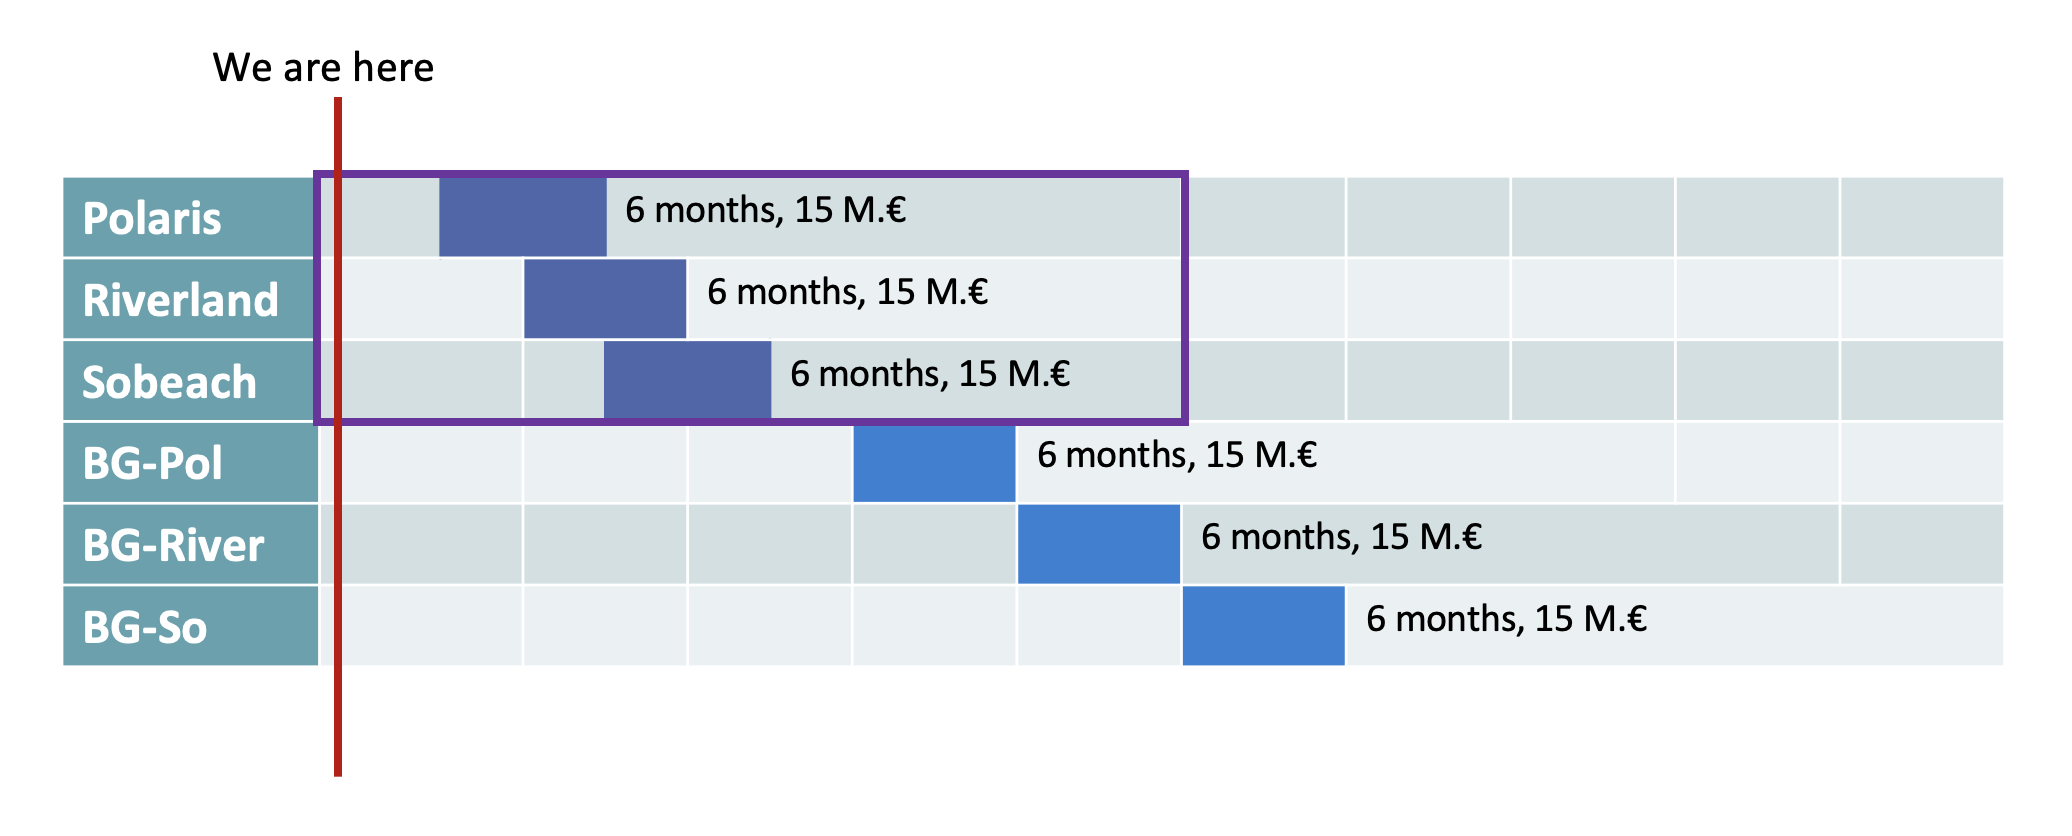 We are here
Polaris
6 months, 15 M.€
Riverland
6 months, 15 M.€
Sobeach
6 months, 15 M.€
BG-Pol
6 months, 15 M.€
BG-River
6 months, 15 M.€
BG-So
6 months, 15 M.€